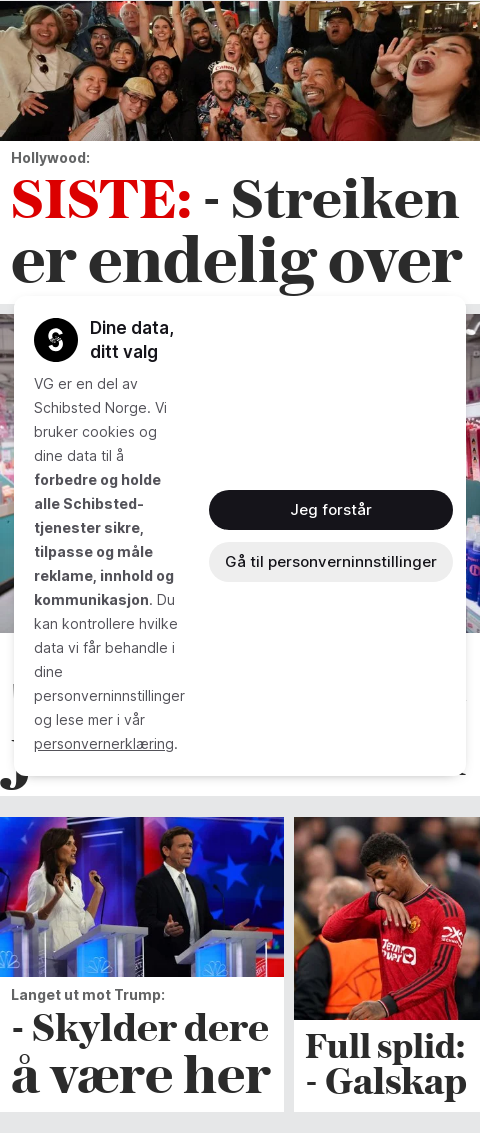 Hollywood:
SISTE: - Streiken
er endelig over
Dine data,
ditt valg
VG er en del av
Schibsted Norge. Vi
bruker cookies og
dine data til å
forbedre og holde
alle Schibsted-
tjenester sikre,
tilpasse og måle
reklame, innhold og
kommunikasjon. Du
kan kontrollere hvilke
data vi får behandle i
dine
personverninnstillinger
og lese mer i vår
personvernerklæring.
Jeg forstår
Gå til personverninnstillinger
Langet ut mot Trump:
- Skylder dere
å være her
Full splid:
- Galskap